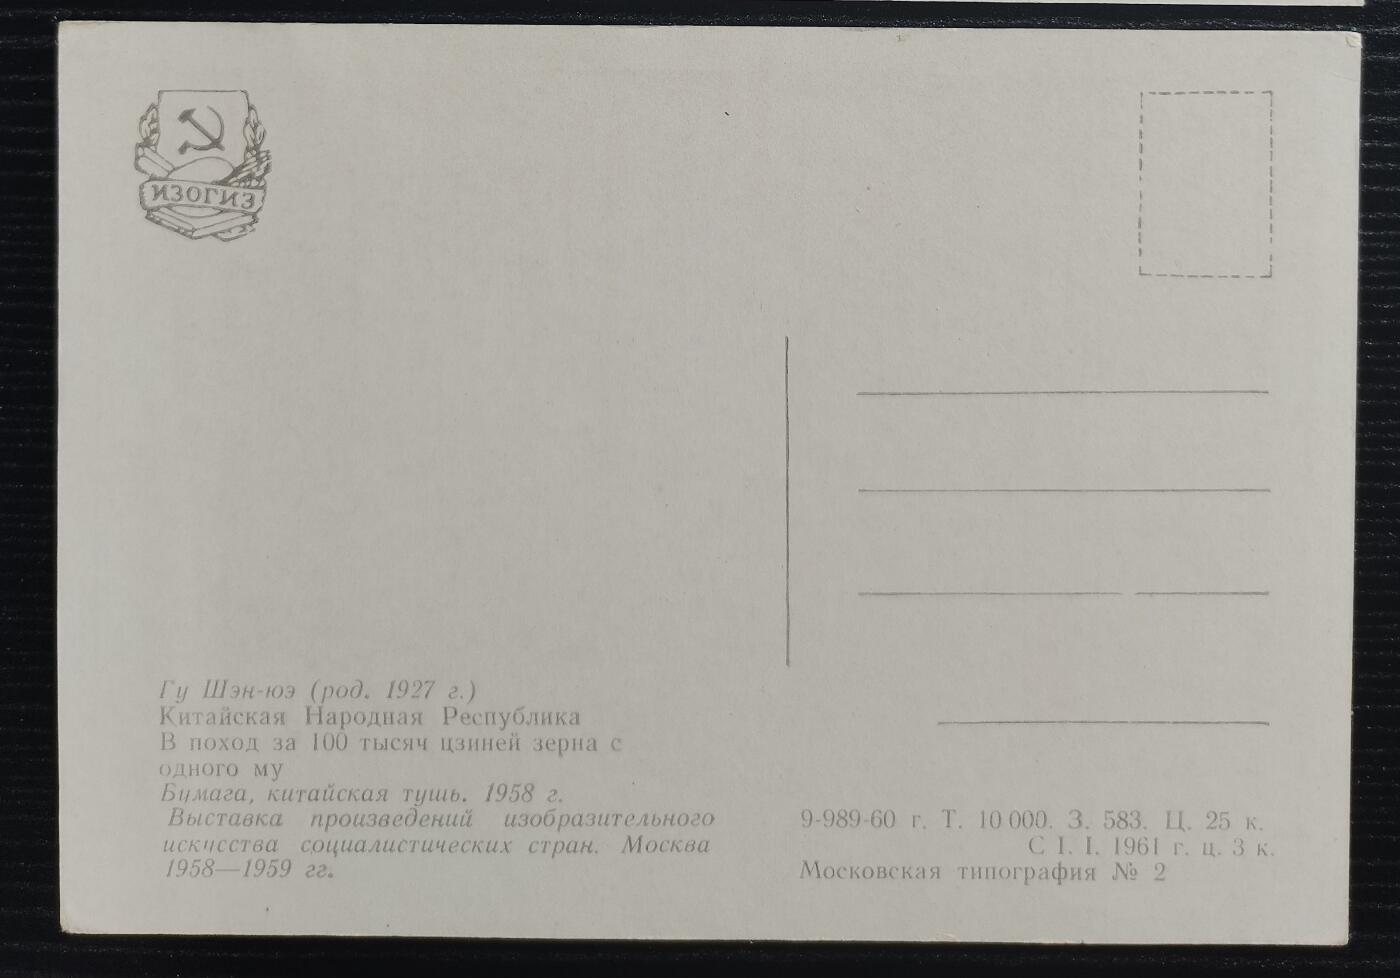 ИЗОГИЗ
Гу Шэн-юэ (род. 1927 г.)
Китайская Народная Республика
В поход за 100 тысяч цзиней зерна с
одного му
Бумага, китайская тушь. 1958 г.
Выставка произведений изобразительного
искусства социалистических стран. Москва
1958—1959 гг.
9-989-60 г. Т. 10 000. З. 583. Ц. 25 к.
С I. I. 1961 г. ц. 3 к.
Московская типография № 2